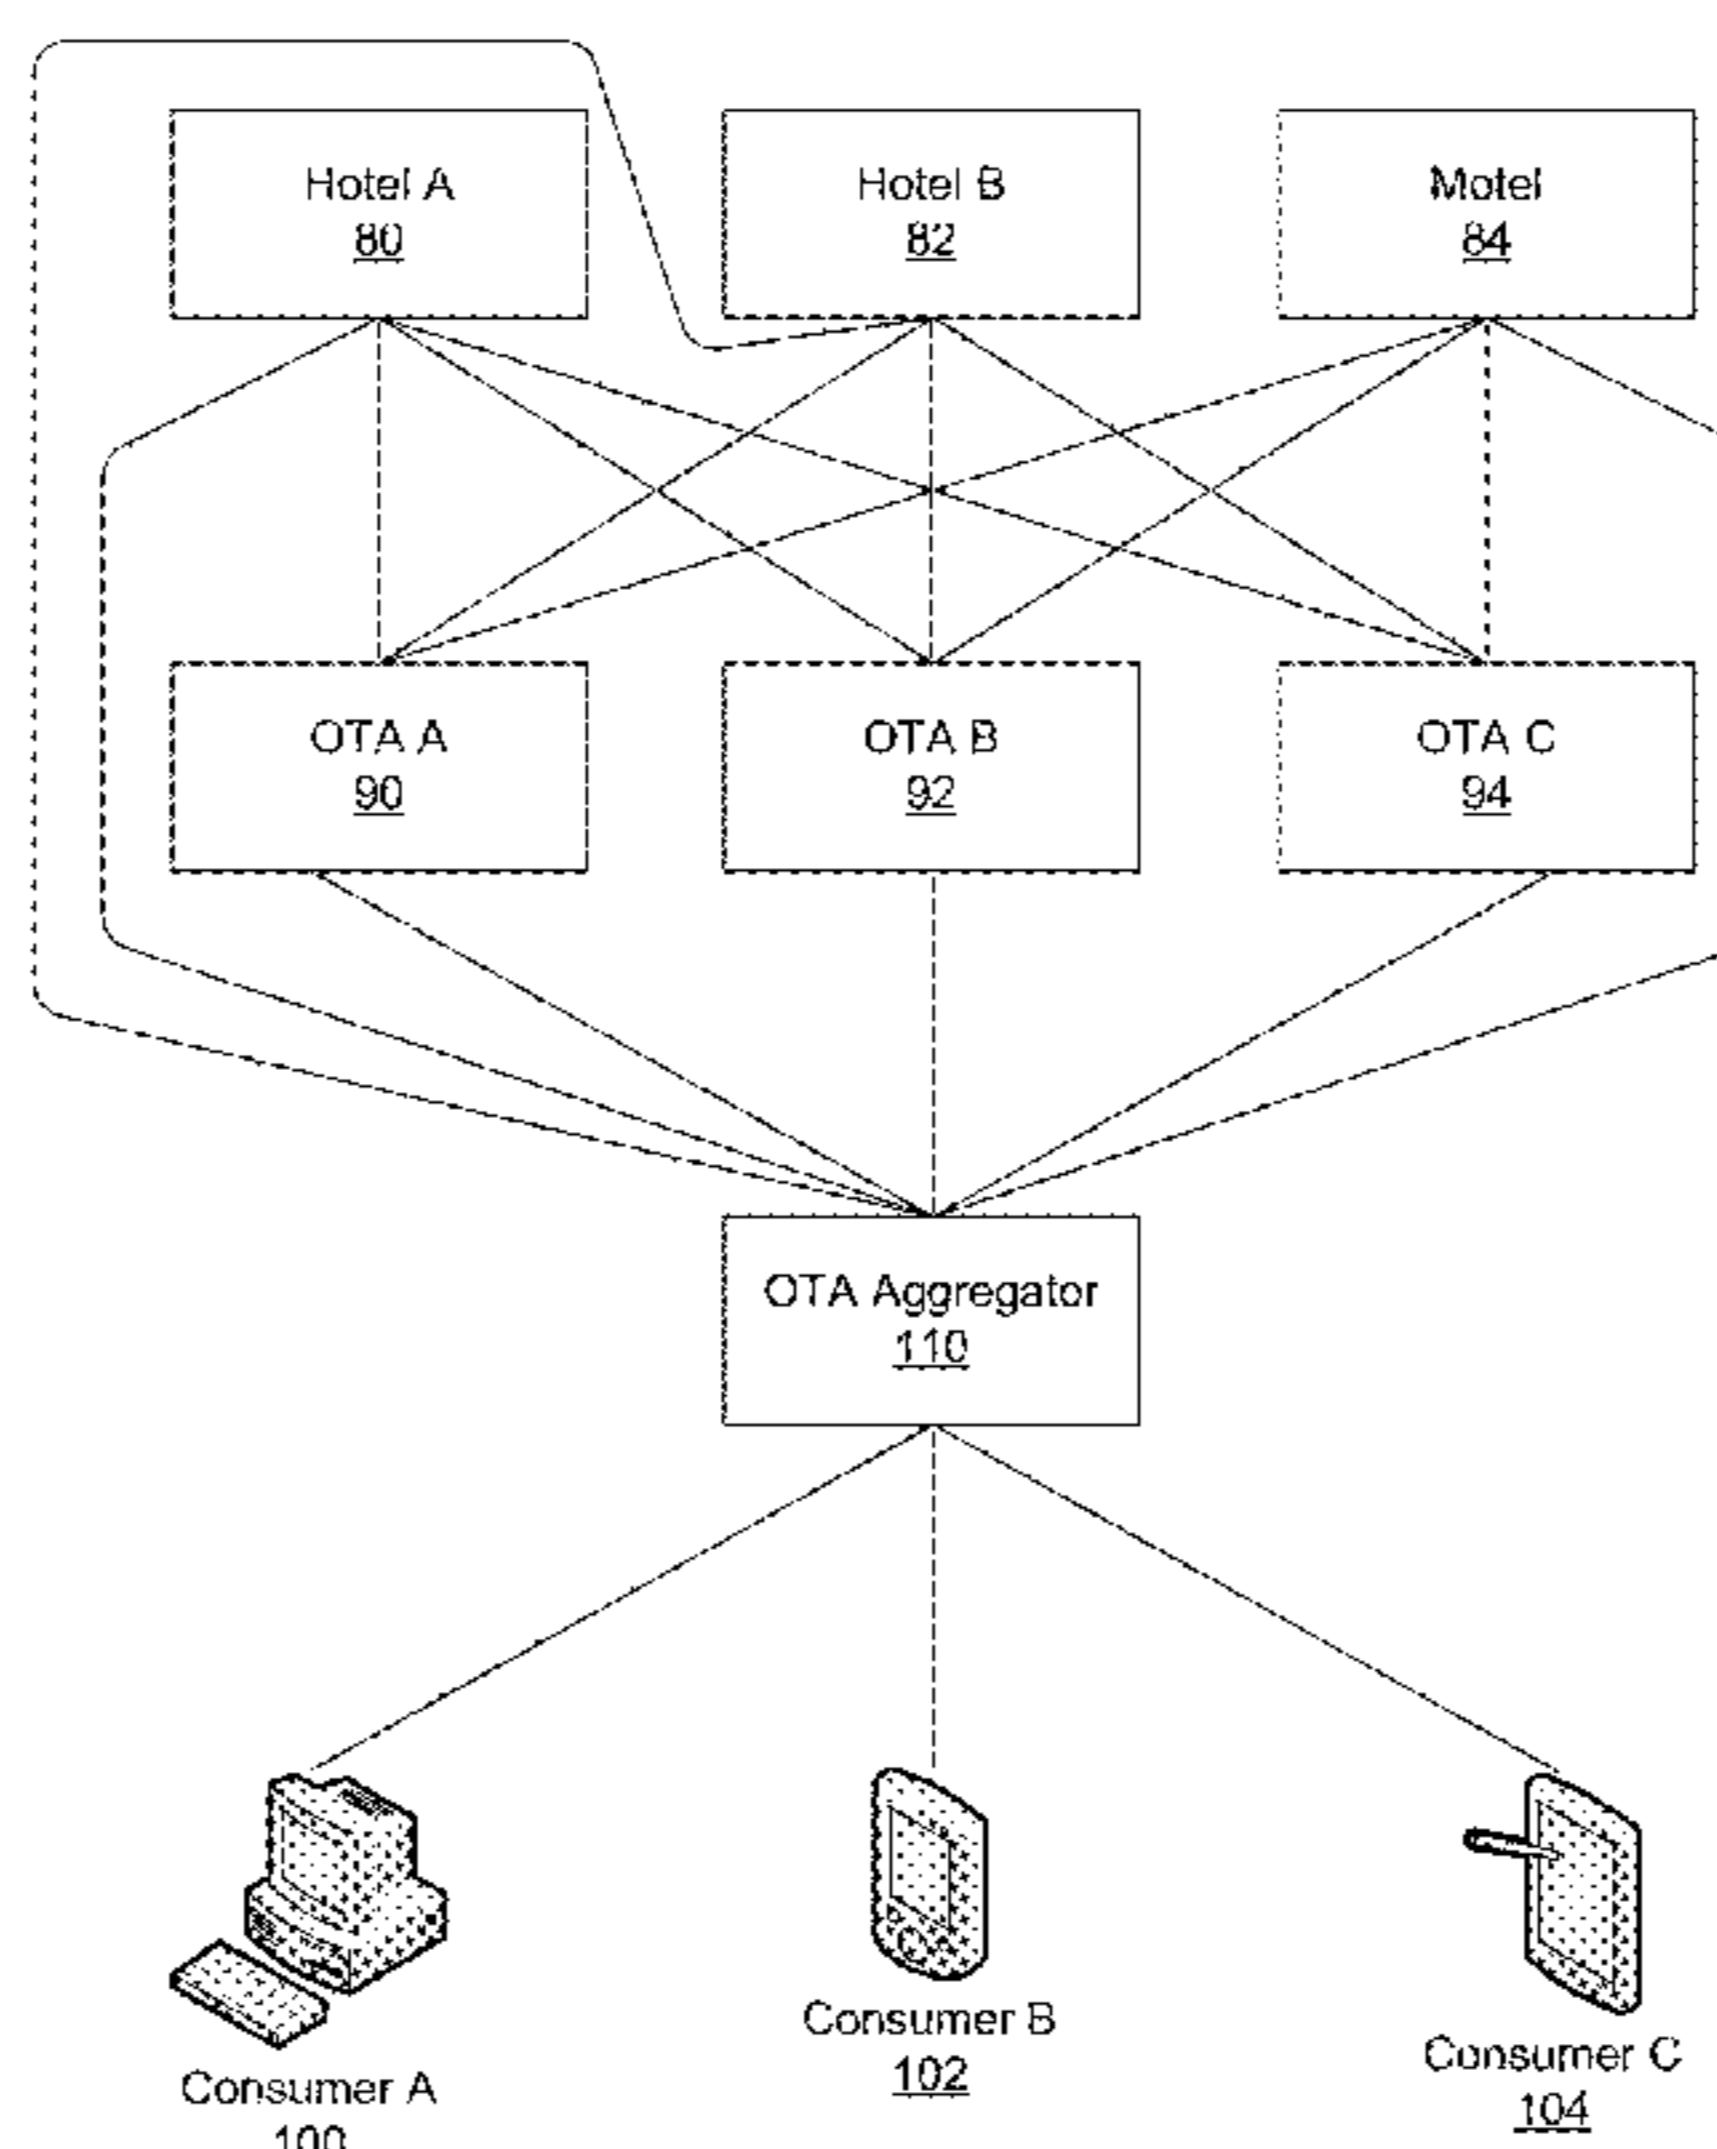 Hotel A
80
Hotel B
82
Motel
84
OTA A
90
OTA B
92
OTA C
94
OTA Aggregator
110
Consumer A
100
Consumer B
102
Consumer C
104